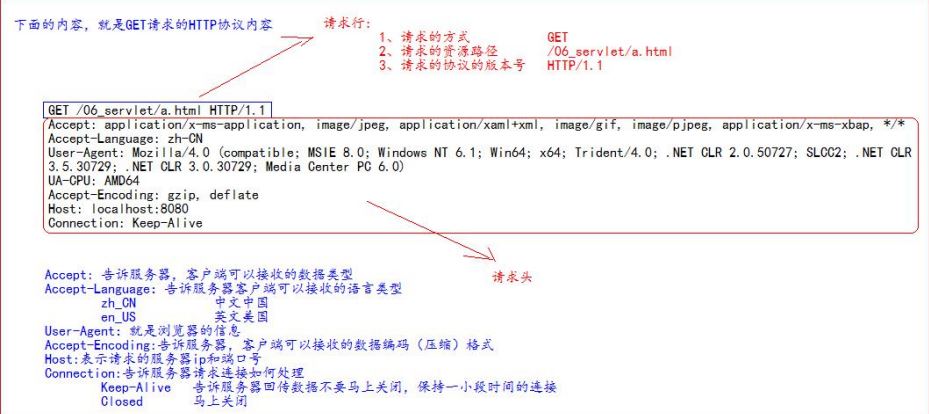 下面的内容，就是GET请求的HTTP协议内容
请求行：
1、请求的方式 GET
2、请求的资源路径 /06_servlet/a.html
3、请求的协议的版本号 HTTP/1.1
GET /06_servlet/a.html HTTP/1.1
Accept: application/x-ms-application, image/jpeg, application/xaml+xml, image/gif, image/pjpeg, application/x-ms-xbap, */*
Accept-Language: zh-CN
User-Agent: Mozilla/4.0 (compatible; MSIE 8.0; Windows NT 6.1; Win64; x64; Trident/4.0; .NET CLR 2.0.50727; SLCC2; .NET CLR
3.5.30729; .NET CLR 3.0.30729; Media Center PC 6.0)
UA-CPU: AMD64
Accept-Encoding: gzip, deflate
Host: localhost:8080
Connection: Keep-Alive
请求头
Accept: 告诉服务器，客户端可以接收的数据类型
Accept-Language: 告诉服务器客户端可以接收的语言类型
zh_CN 中文中国
en_US 英文美国
User-Agent: 就是浏览器的信息
Accept-Encoding:告诉服务器，客户端可以接收的数据编码（压缩）格式
Host:表示请求的服务器ip和端口号
Connection:告诉服务器请求连接如何处理
Keep-Alive 告诉服务器回传数据不要马上关闭，保持一小段时间的连接
Closed 马上关闭